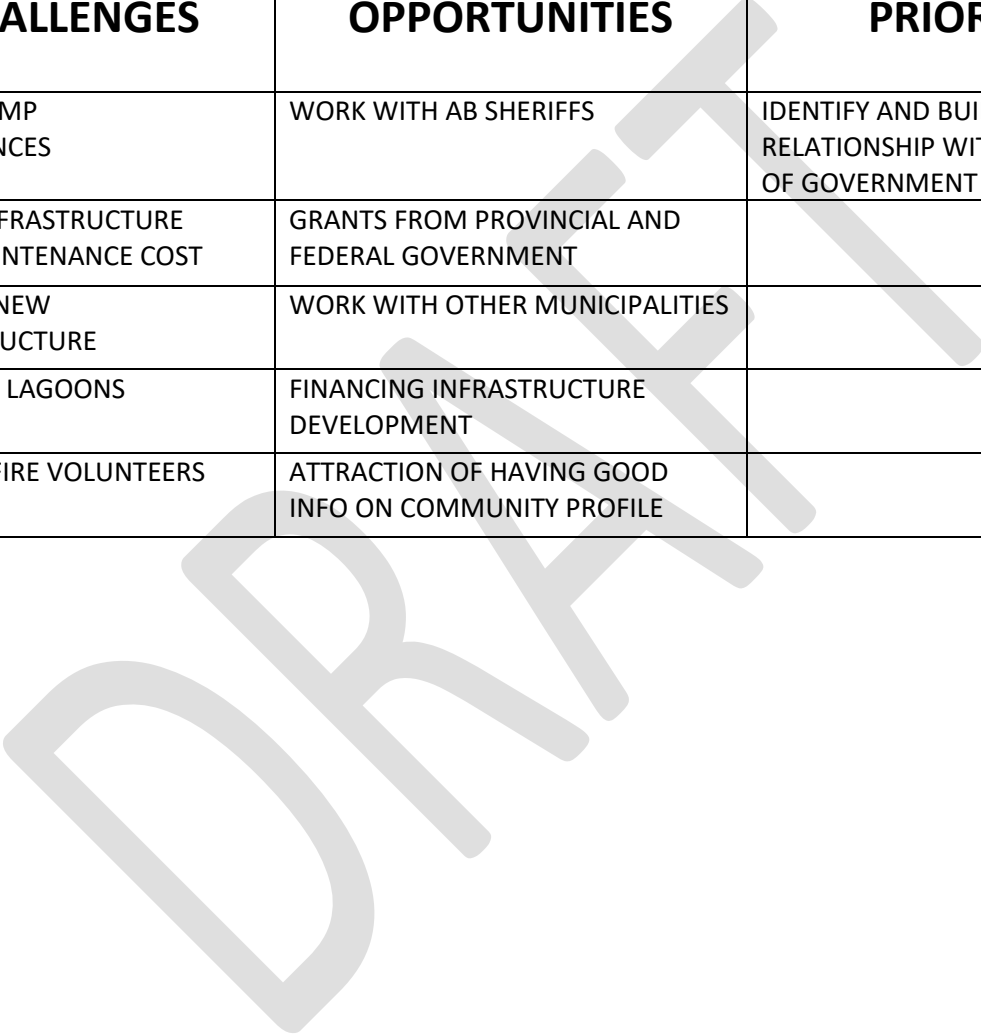 ALLENGES OPPORTUNITIES PRIOR
MP WORK WITH AB SHERIFFS IDENTIFY AND BUI
NCES RELATIONSHIP WIT
OF GOVERNMENT
FRASTRUCTURE GRANTS FROM PROVINCIAL AND
NTENANCE COST FEDERAL GOVERNMENT
NEW WORK WITH OTHER MUNICIPALITIES
UCTURE
LAGOONS FINANCING INFRASTRUCTURE
DEVELOPMENT
FIRE VOLUNTEERS ATTRACTION OF HAVING GOOD
INFO ON COMMUNITY PROFILE
DRAFT